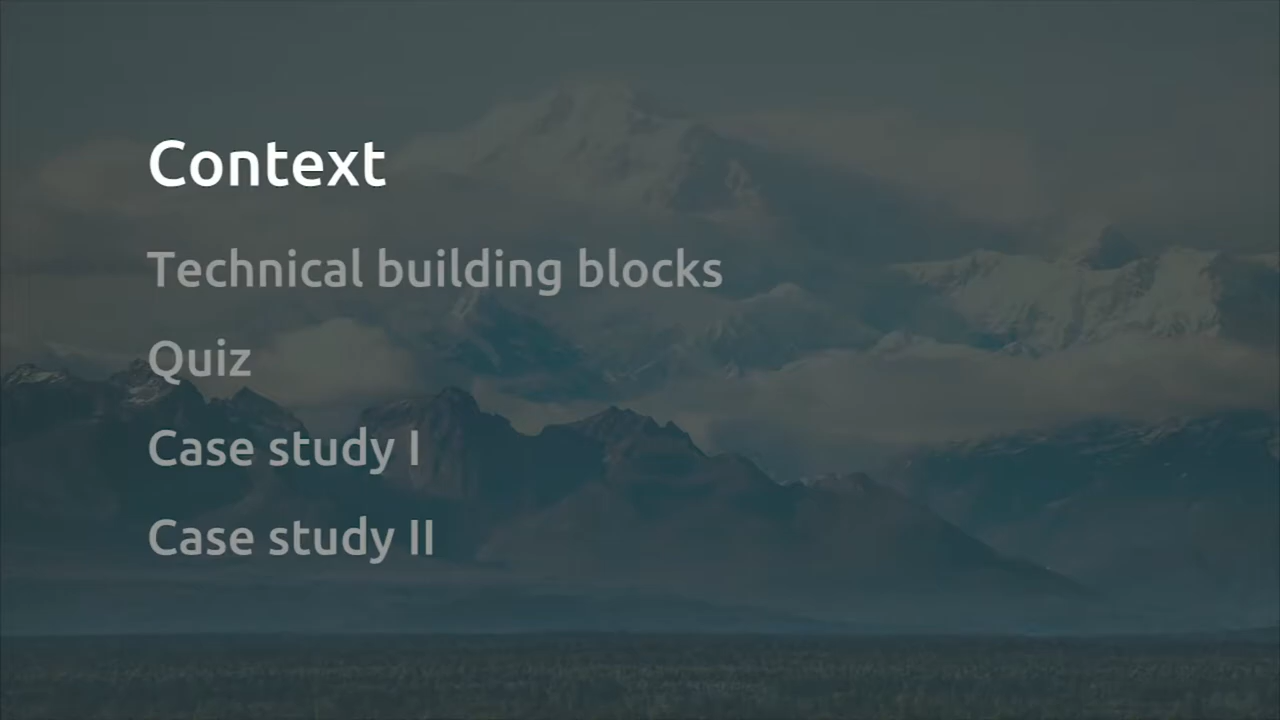 Context
Technical building blocks
Quiz
Case study I
Case study II